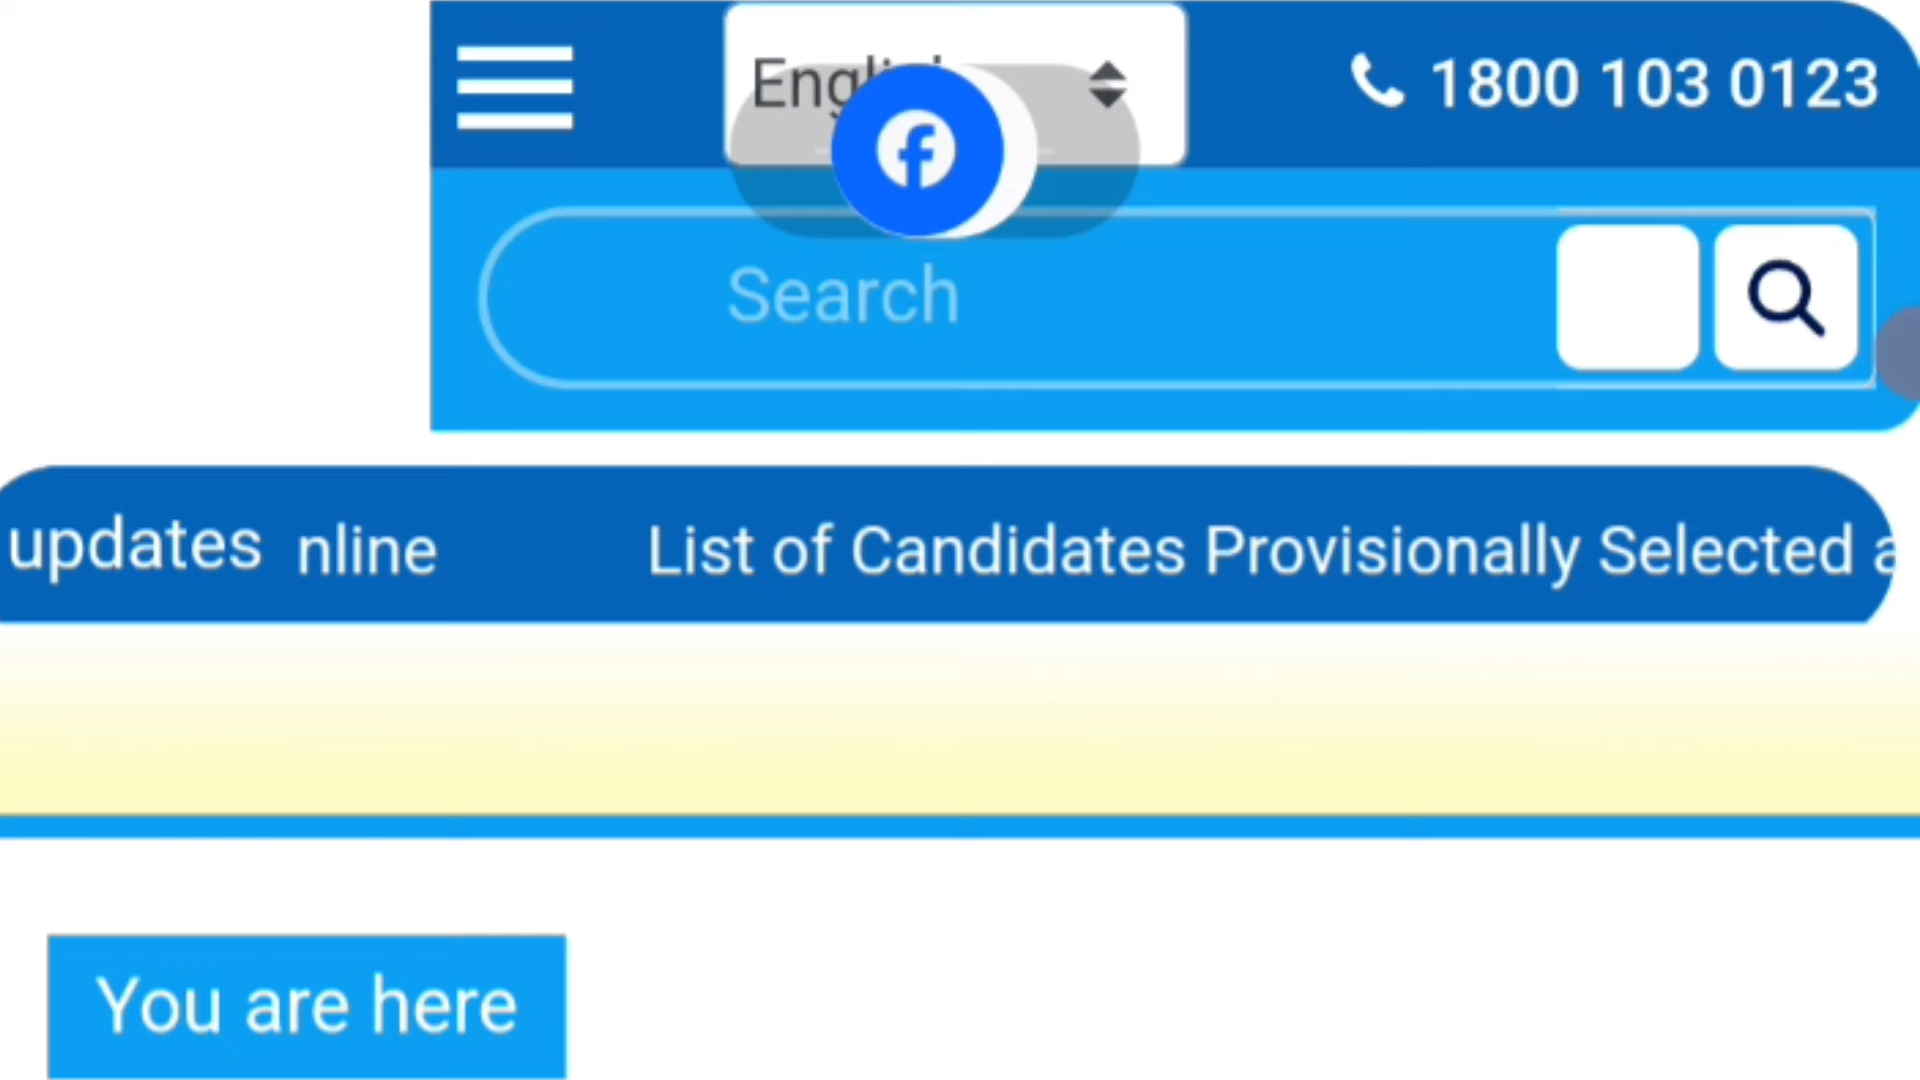 1800 103 0123
Search
updates nline List of Candidates Provisionally Selected
You are here